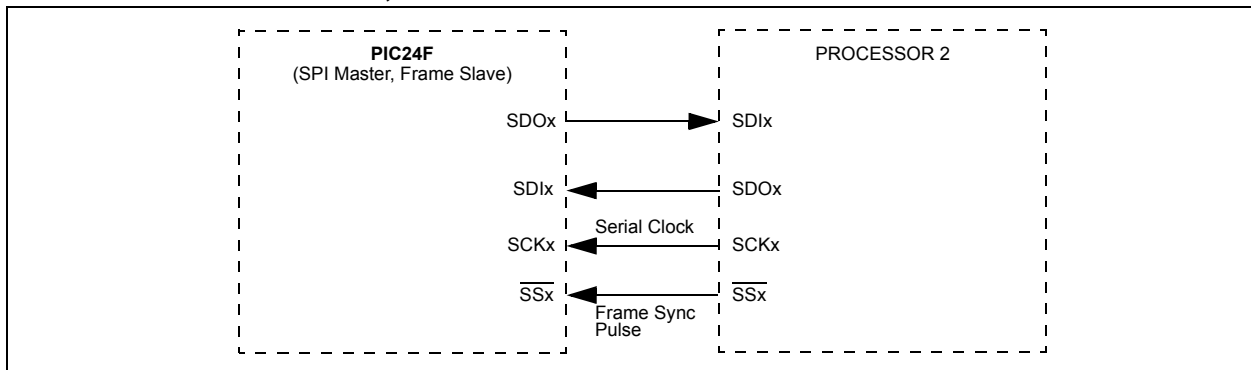 PIC24F
(SPI Master, Frame Slave)
PROCESSOR 2
SDOx
SDIx
SDIx
SDOx
Serial Clock
SCKx
SCKx
SSx
SSx
Frame Sync
Pulse